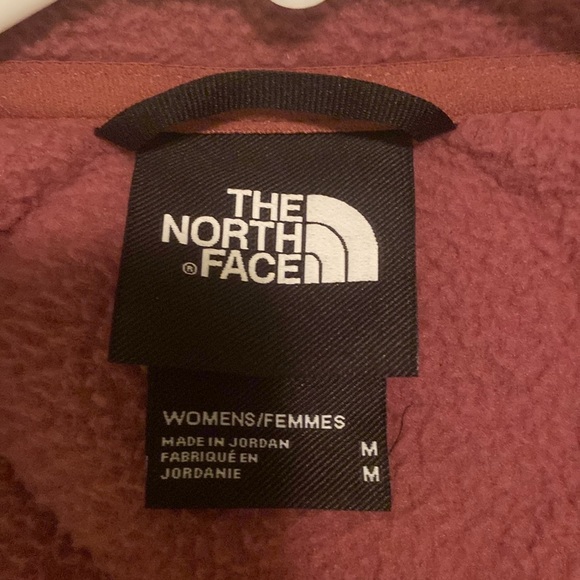 THE
NORTH
® FACE
WOMENS/FEMMES
MADE IN JORDAN M
FABRIQUÉ EN
JORDANIE M